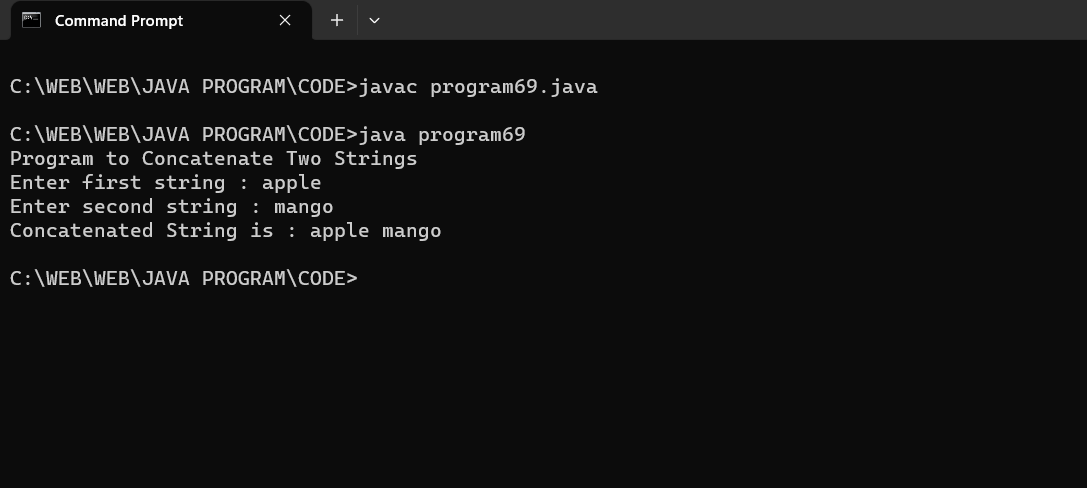 Command Prompt
C:\WEB\WEB\JAVA PROGRAM\CODE>javac program69.java
C:\WEB\WEB\JAVA PROGRAM\CODE>java program69
Program to Concatenate Two Strings
Enter first string : apple
Enter second string : mango
Concatenated String is : apple mango
C:\WEB\WEB\JAVA PROGRAM\CODE>